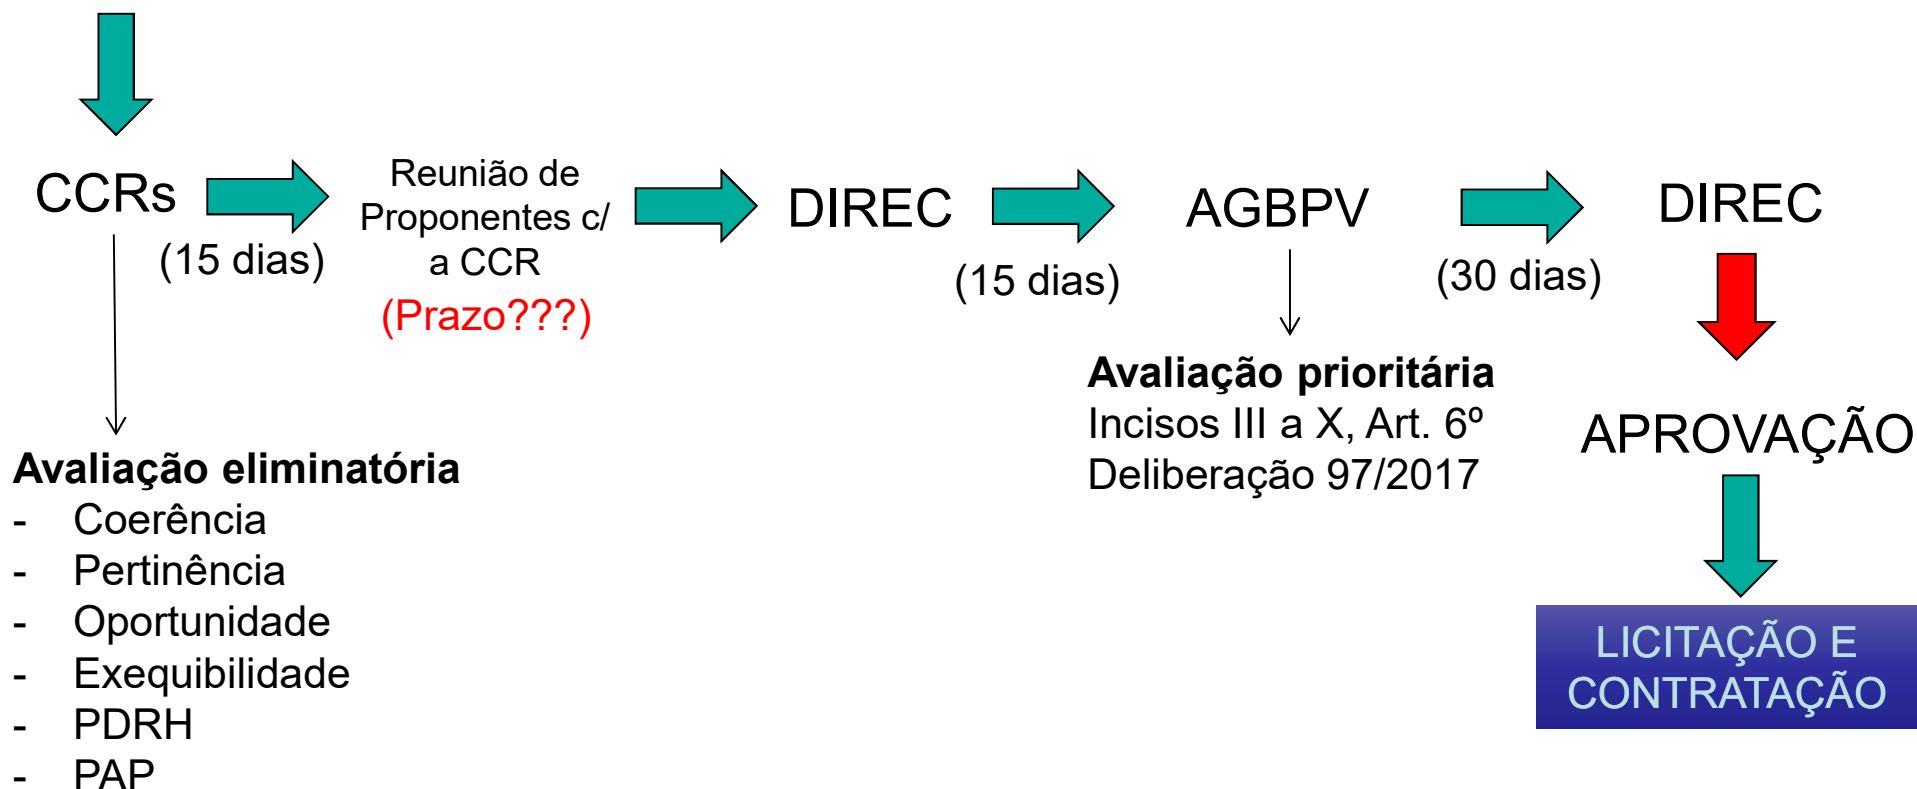 CCRs
(15 dias)
Reunião de
Proponentes c/
a CCR
(Prazo???)
DIREC
(15 dias)
AGBPV
(30 dias)
DIREC
Avaliação eliminatória
- Coerência
- Pertinência
- Oportunidade
- Exequibilidade
- PDRH
- PAP
Avaliação prioritária
Incisos III a X, Art. 6º
Deliberação 97/2017
APROVAÇÃO
LICITAÇÃO E
CONTRATAÇÃO